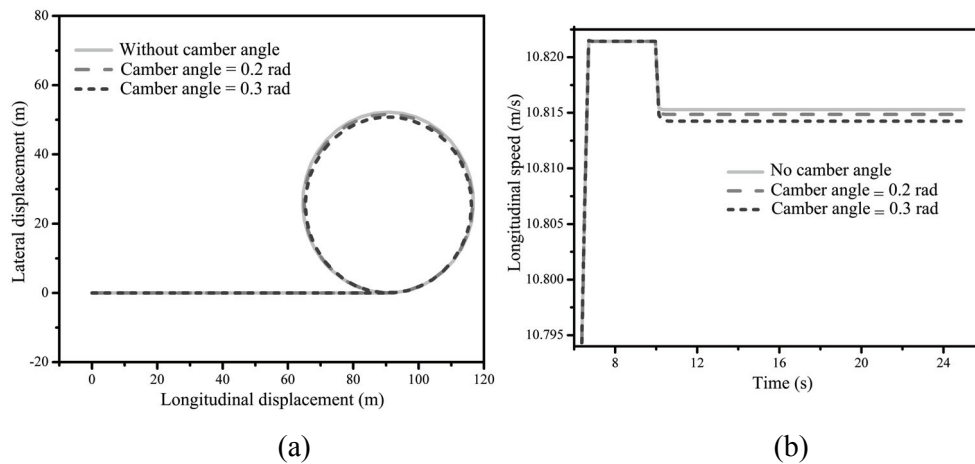 80
60
40
20
0
-20
Lateral displacement (m)
Without camber angle
Camber angle = 0.2 rad
Camber angle = 0.3 rad
0 20 40 60 80 100 120
Longitudinal displacement (m)
(a)
10.820
10.815
10.810
10.805
10.800
10.795
Longitudinal speed (m/s)
No camber angle
Camber angle = 0.2 rad
Camber angle = 0.3 rad
8 12 16 20 24
Time (s)
(b)